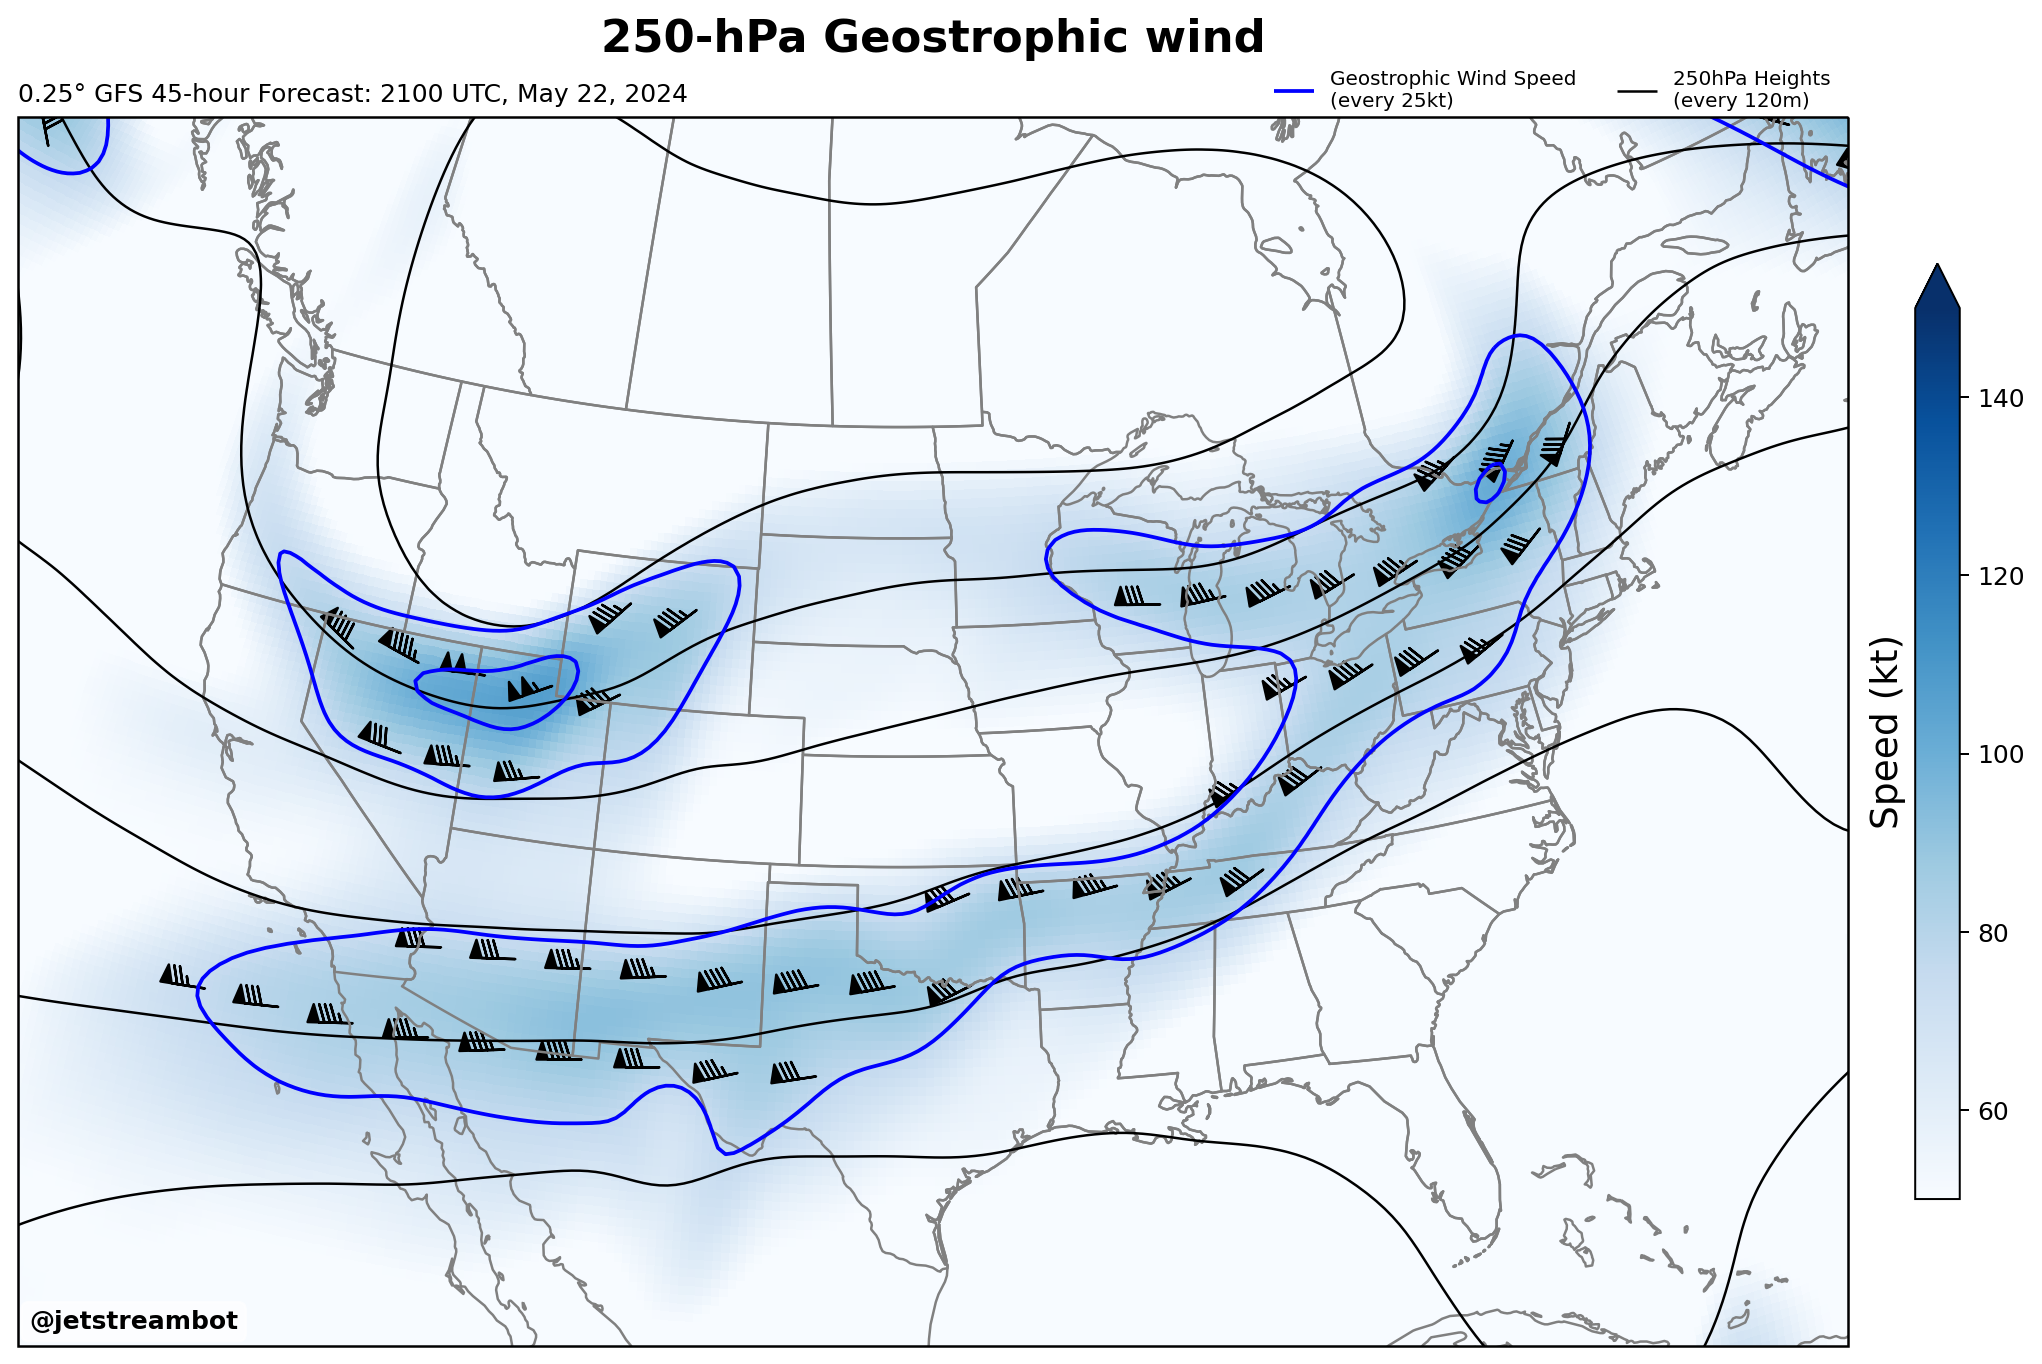 250-hPa Geostrophic wind
0.25° GFS 45-hour Forecast: 2100 UTC, May 22, 2024
Geostrophic Wind Speed
(every 25kt)
250hPa Heights
(every 120m)
140
120
100
80
60
Speed (kt)
@jetstreambot